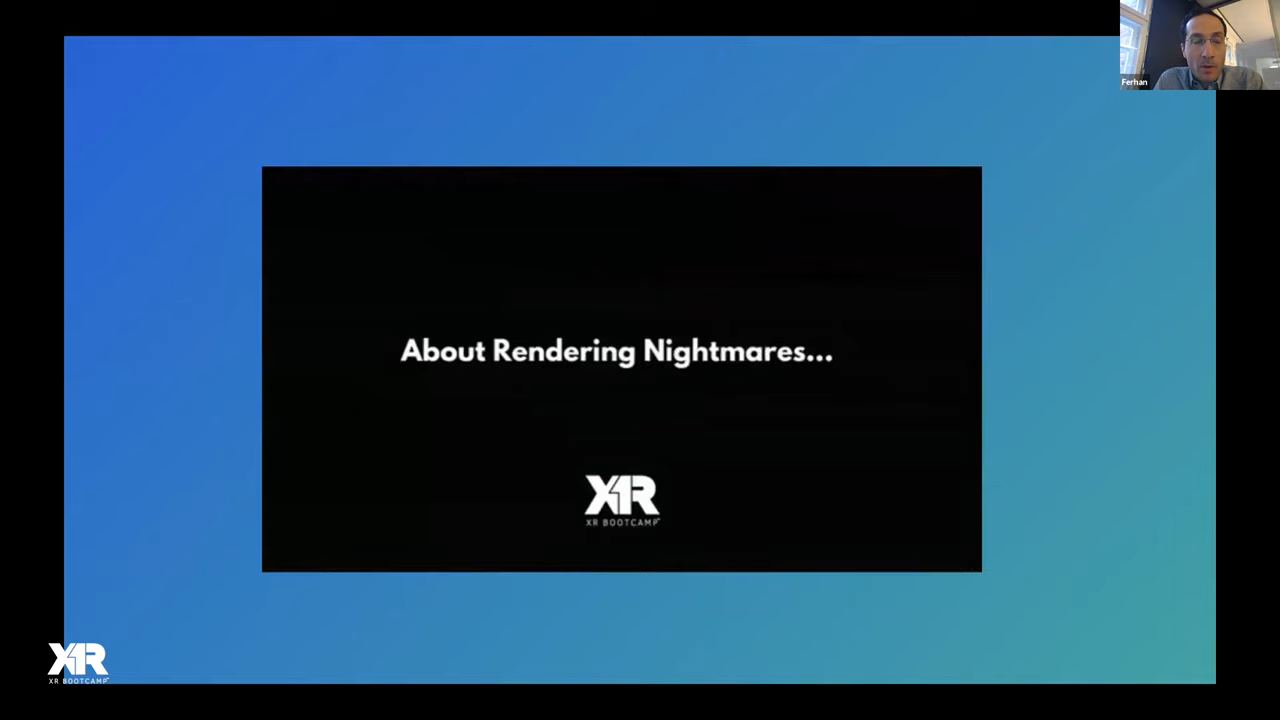 Ferhan
About Rendering Nightmares...
XR
XR BOOTCAMP
XR
XR BOOTCAMP